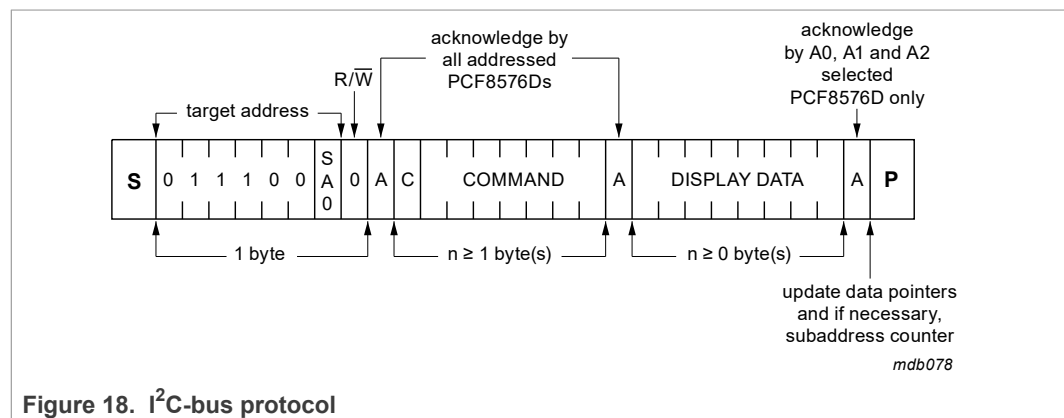 acknowledge by
all addressed
PCF8576Ds
acknowledge
by A0, A1 and A2
selected
PCF8576D only
R/W̅
target address
S 0 1 1 1 0 0 SA0 0 A C COMMAND A DISPLAY DATA A P
1 byte
n ≥ 1 byte(s)
n ≥ 0 byte(s)
update data pointers
and if necessary,
subaddress counter
mdb078
Figure 18. I²C-bus protocol